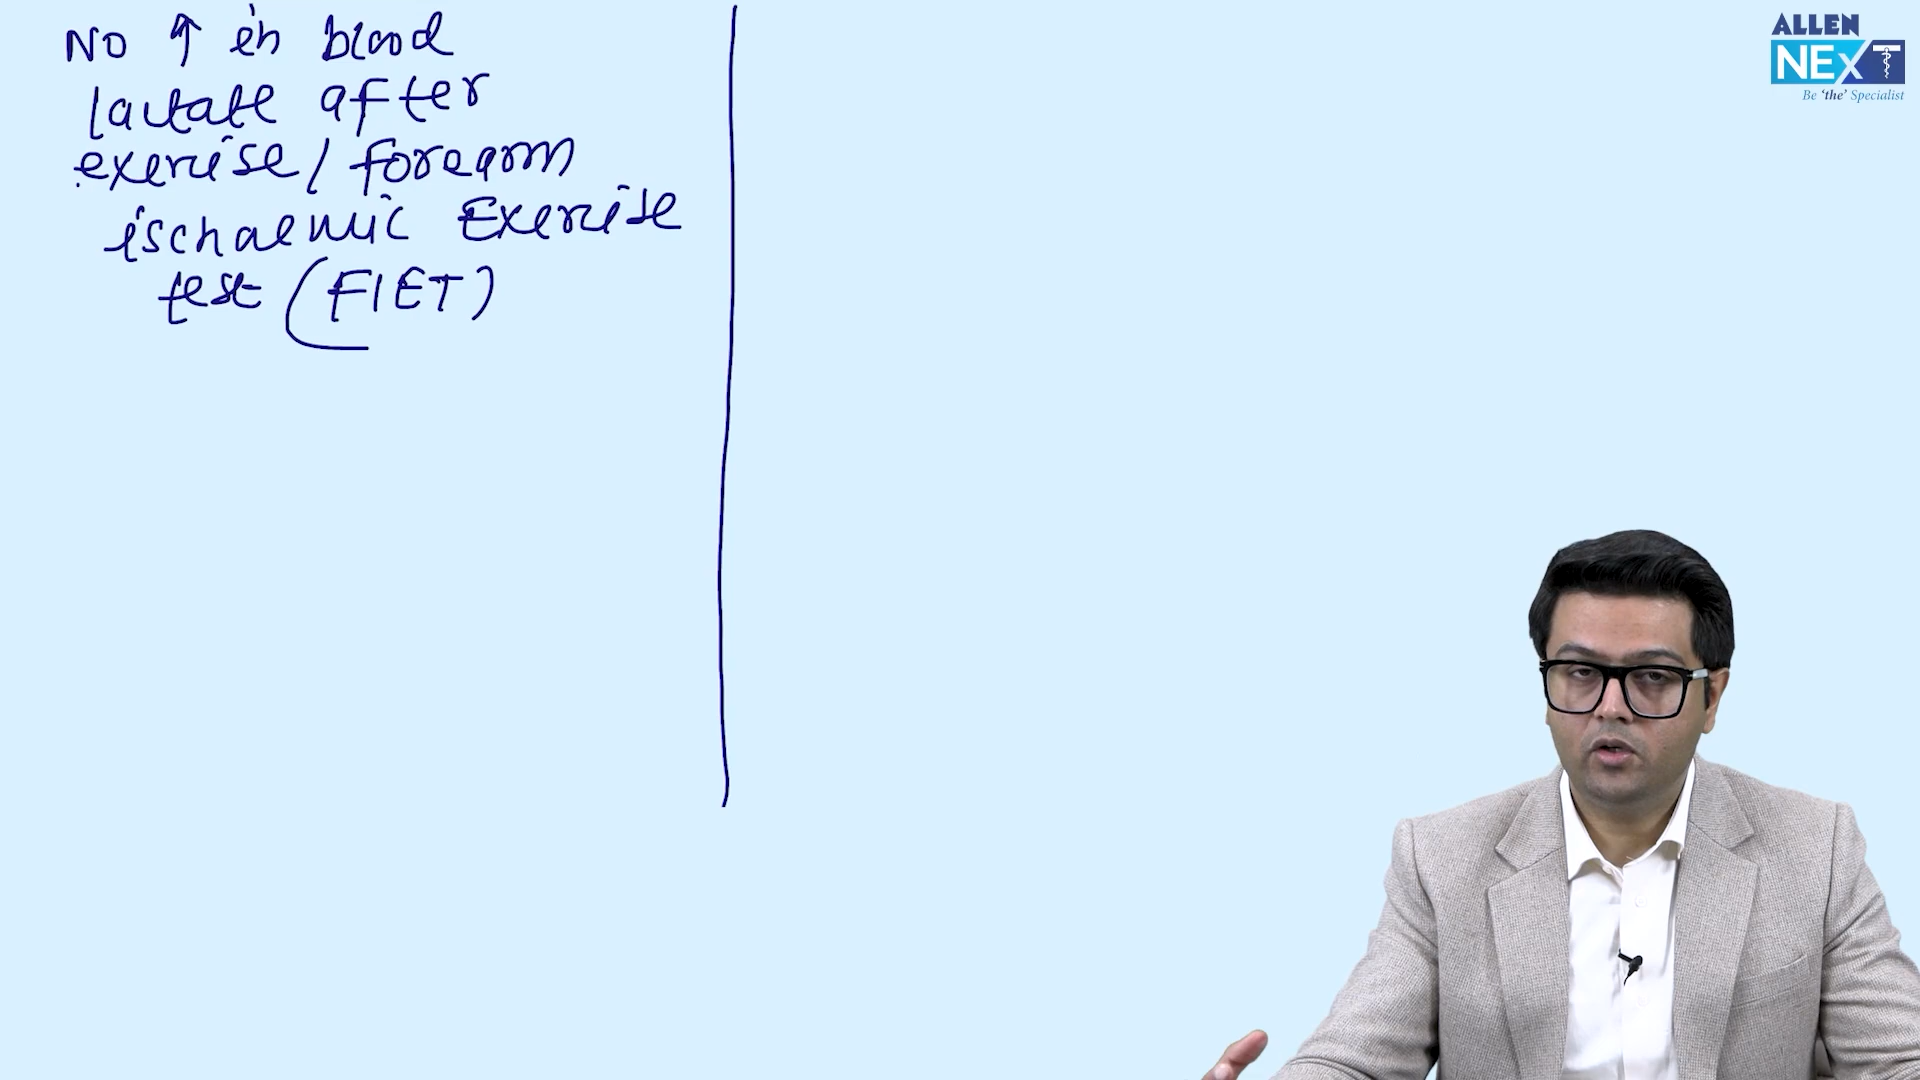 NO ↑ in blood
lactate after
exercise/ forearm
ischaemic Exercise
test (FIET)
ALLEN
NEXT
Be 'the' Specialist